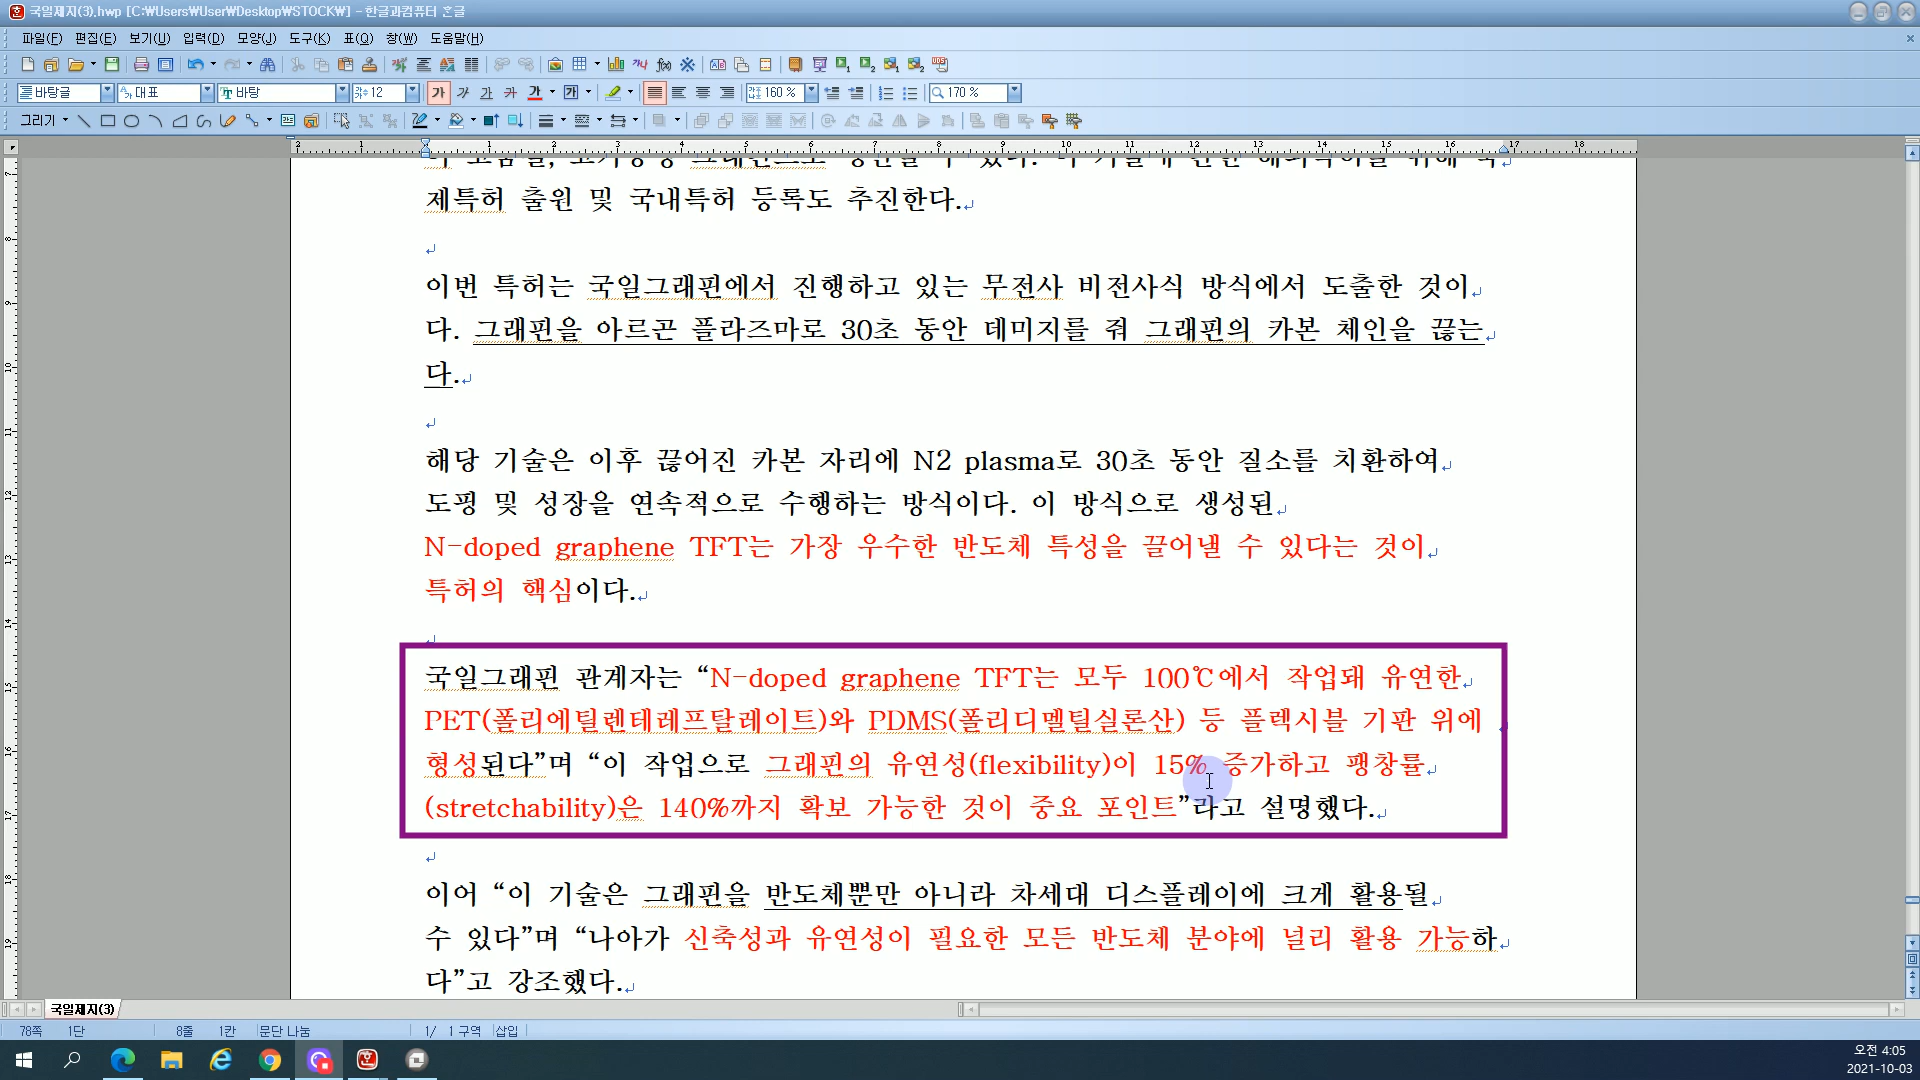 국일제지(3).hwp [C:\Users\User\Desktop\STOCK\] - 한글과컴퓨터 한글
파일(F) 편집(E) 보기(U) 입력(D) 모양(J) 도구(K) 표(Q) 창(W) 도움말(H)
바탕글 대표 바탕 12 160 % 170 %
그리기
제특허 출원 및 국내특허 등록도 추진한다.
이번 특허는 국일그래핀에서 진행하고 있는 무전사 비전사식 방식에서 도출한 것이
다. 그래핀을 아르곤 플라즈마로 30초 동안 데미지를 줘 그래핀의 카본 체인을 끊는
다.
해당 기술은 이후 끊어진 카본 자리에 N2 plasma로 30초 동안 질소를 치환하여
도핑 및 성장을 연속적으로 수행하는 방식이다. 이 방식으로 생성된
N-doped graphene TFT는 가장 우수한 반도체 특성을 끌어낼 수 있다는 것이
특허의 핵심이다.
국일그래핀 관계자는 “N-doped graphene TFT는 모두 100℃에서 작업돼 유연한
PET(폴리에틸렌테레프탈레이트)와 PDMS(폴리디멜틸실론산) 등 플렉시블 기판 위에
형성된다”며 “이 작업으로 그래핀의 유연성(flexibility)이 15% 증가하고 팽창률
(stretchability)은 140%까지 확보 가능한 것이 중요 포인트”라고 설명했다.
이어 “이 기술은 그래핀을 반도체뿐만 아니라 차세대 디스플레이에 크게 활용될
수 있다”며 “나아가 신축성과 유연성이 필요한 모든 반도체 분야에 널리 활용 가능하
다”고 강조했다.
국일제지(3)
78쪽 1단 8줄 1칸 문단 나눔 1/ 1 구역 삽입
오전 4:05
2021-10-03